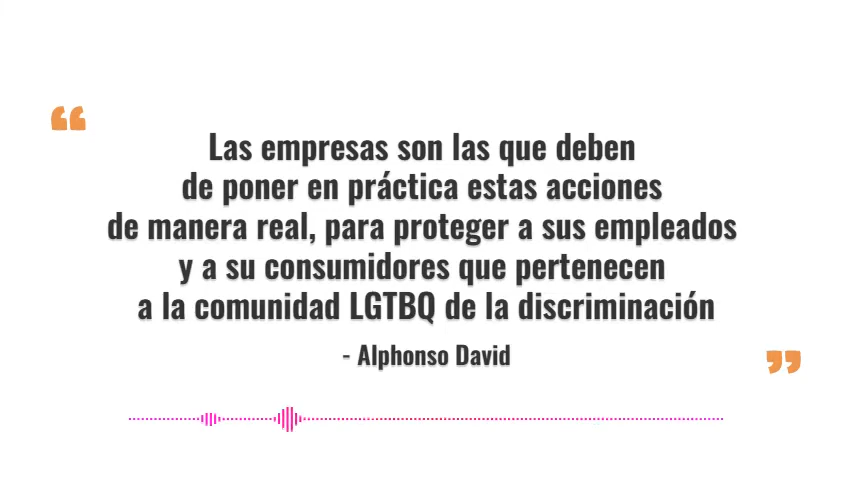 “
Las empresas son las que deben
de poner en práctica estas acciones
de manera real, para proteger a sus empleados
y a su consumidores que pertenecen
a la comunidad LGTBQ de la discriminación
- Alphonso David
”